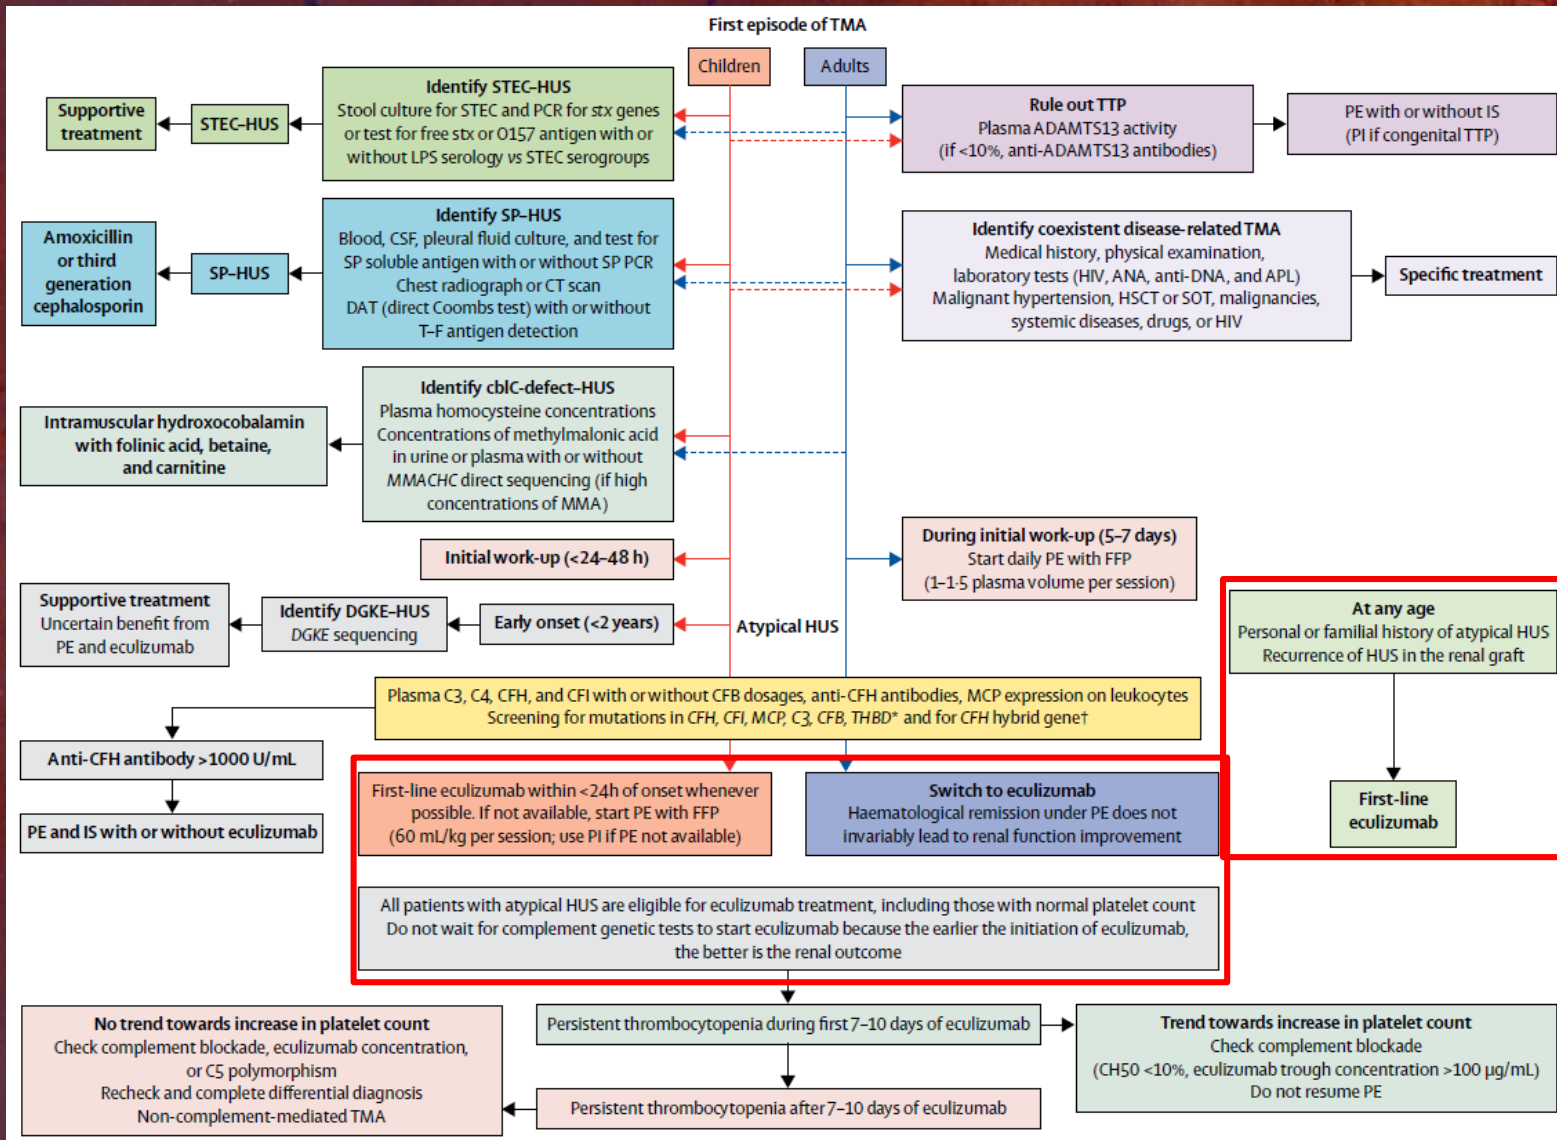 First episode of TMA
Children
Adults
Identify STEC–HUS
Stool culture for STEC and PCR for stx genes
or test for free stx or O157 antigen with or
without LPS serology vs STEC serogroups
STEC–HUS
Supportive
treatment
Rule out TTP
Plasma ADAMTS13 activity
(if <10%, anti-ADAMTS13 antibodies)
PE with or without IS
(PI if congenital TTP)
Identify SP–HUS
Blood, CSF, pleural fluid culture, and test for
SP soluble antigen with or without SP PCR
Chest radiograph or CT scan
DAT (direct Coombs test) with or without
T–F antigen detection
SP–HUS
Amoxicillin
or third
generation
cephalosporin
Identify coexistent disease-related TMA
Medical history, physical examination,
laboratory tests (HIV, ANA, anti-DNA, and APL)
Malignant hypertension, HSCT or SOT, malignancies,
systemic diseases, drugs, or HIV
Specific treatment
Identify cblC-defect–HUS
Plasma homocysteine concentrations
Concentrations of methylmalonic acid
in urine or plasma with or without
MMACHC direct sequencing (if high
concentrations of MMA)
Intramuscular hydroxocobalamin
with folinic acid, betaine,
and carnitine
Initial work-up (<24–48 h)
During initial work-up (5–7 days)
Start daily PE with FFP
(1–1·5 plasma volume per session)
Early onset (<2 years)
Identify DGKE–HUS
DGKE sequencing
Supportive treatment
Uncertain benefit from
PE and eculizumab
Atypical HUS
At any age
Personal or familial history of atypical HUS
Recurrence of HUS in the renal graft
First-line
eculizumab
Plasma C3, C4, CFH, and CFI with or without CFB dosages, anti-CFH antibodies, MCP expression on leukocytes
Screening for mutations in CFH, CFI, MCP, C3, CFB, THBD* and for CFH hybrid gene†
Anti-CFH antibody >1000 U/mL
PE and IS with or without eculizumab
First-line eculizumab within <24h of onset whenever
possible. If not available, start PE with FFP
(60 mL/kg per session; use PI if PE not available)
Switch to eculizumab
Haematological remission under PE does not
invariably lead to renal function improvement
All patients with atypical HUS are eligible for eculizumab treatment, including those with normal platelet count
Do not wait for complement genetic tests to start eculizumab because the earlier the initiation of eculizumab,
the better is the renal outcome
Persistent thrombocytopenia during first 7–10 days of eculizumab
Trend towards increase in platelet count
Check complement blockade
(CH50 <10%, eculizumab trough concentration >100 μg/mL)
Do not resume PE
Persistent thrombocytopenia after 7–10 days of eculizumab
No trend towards increase in platelet count
Check complement blockade, eculizumab concentration,
or C5 polymorphism
Recheck and complete differential diagnosis
Non-complement-mediated TMA